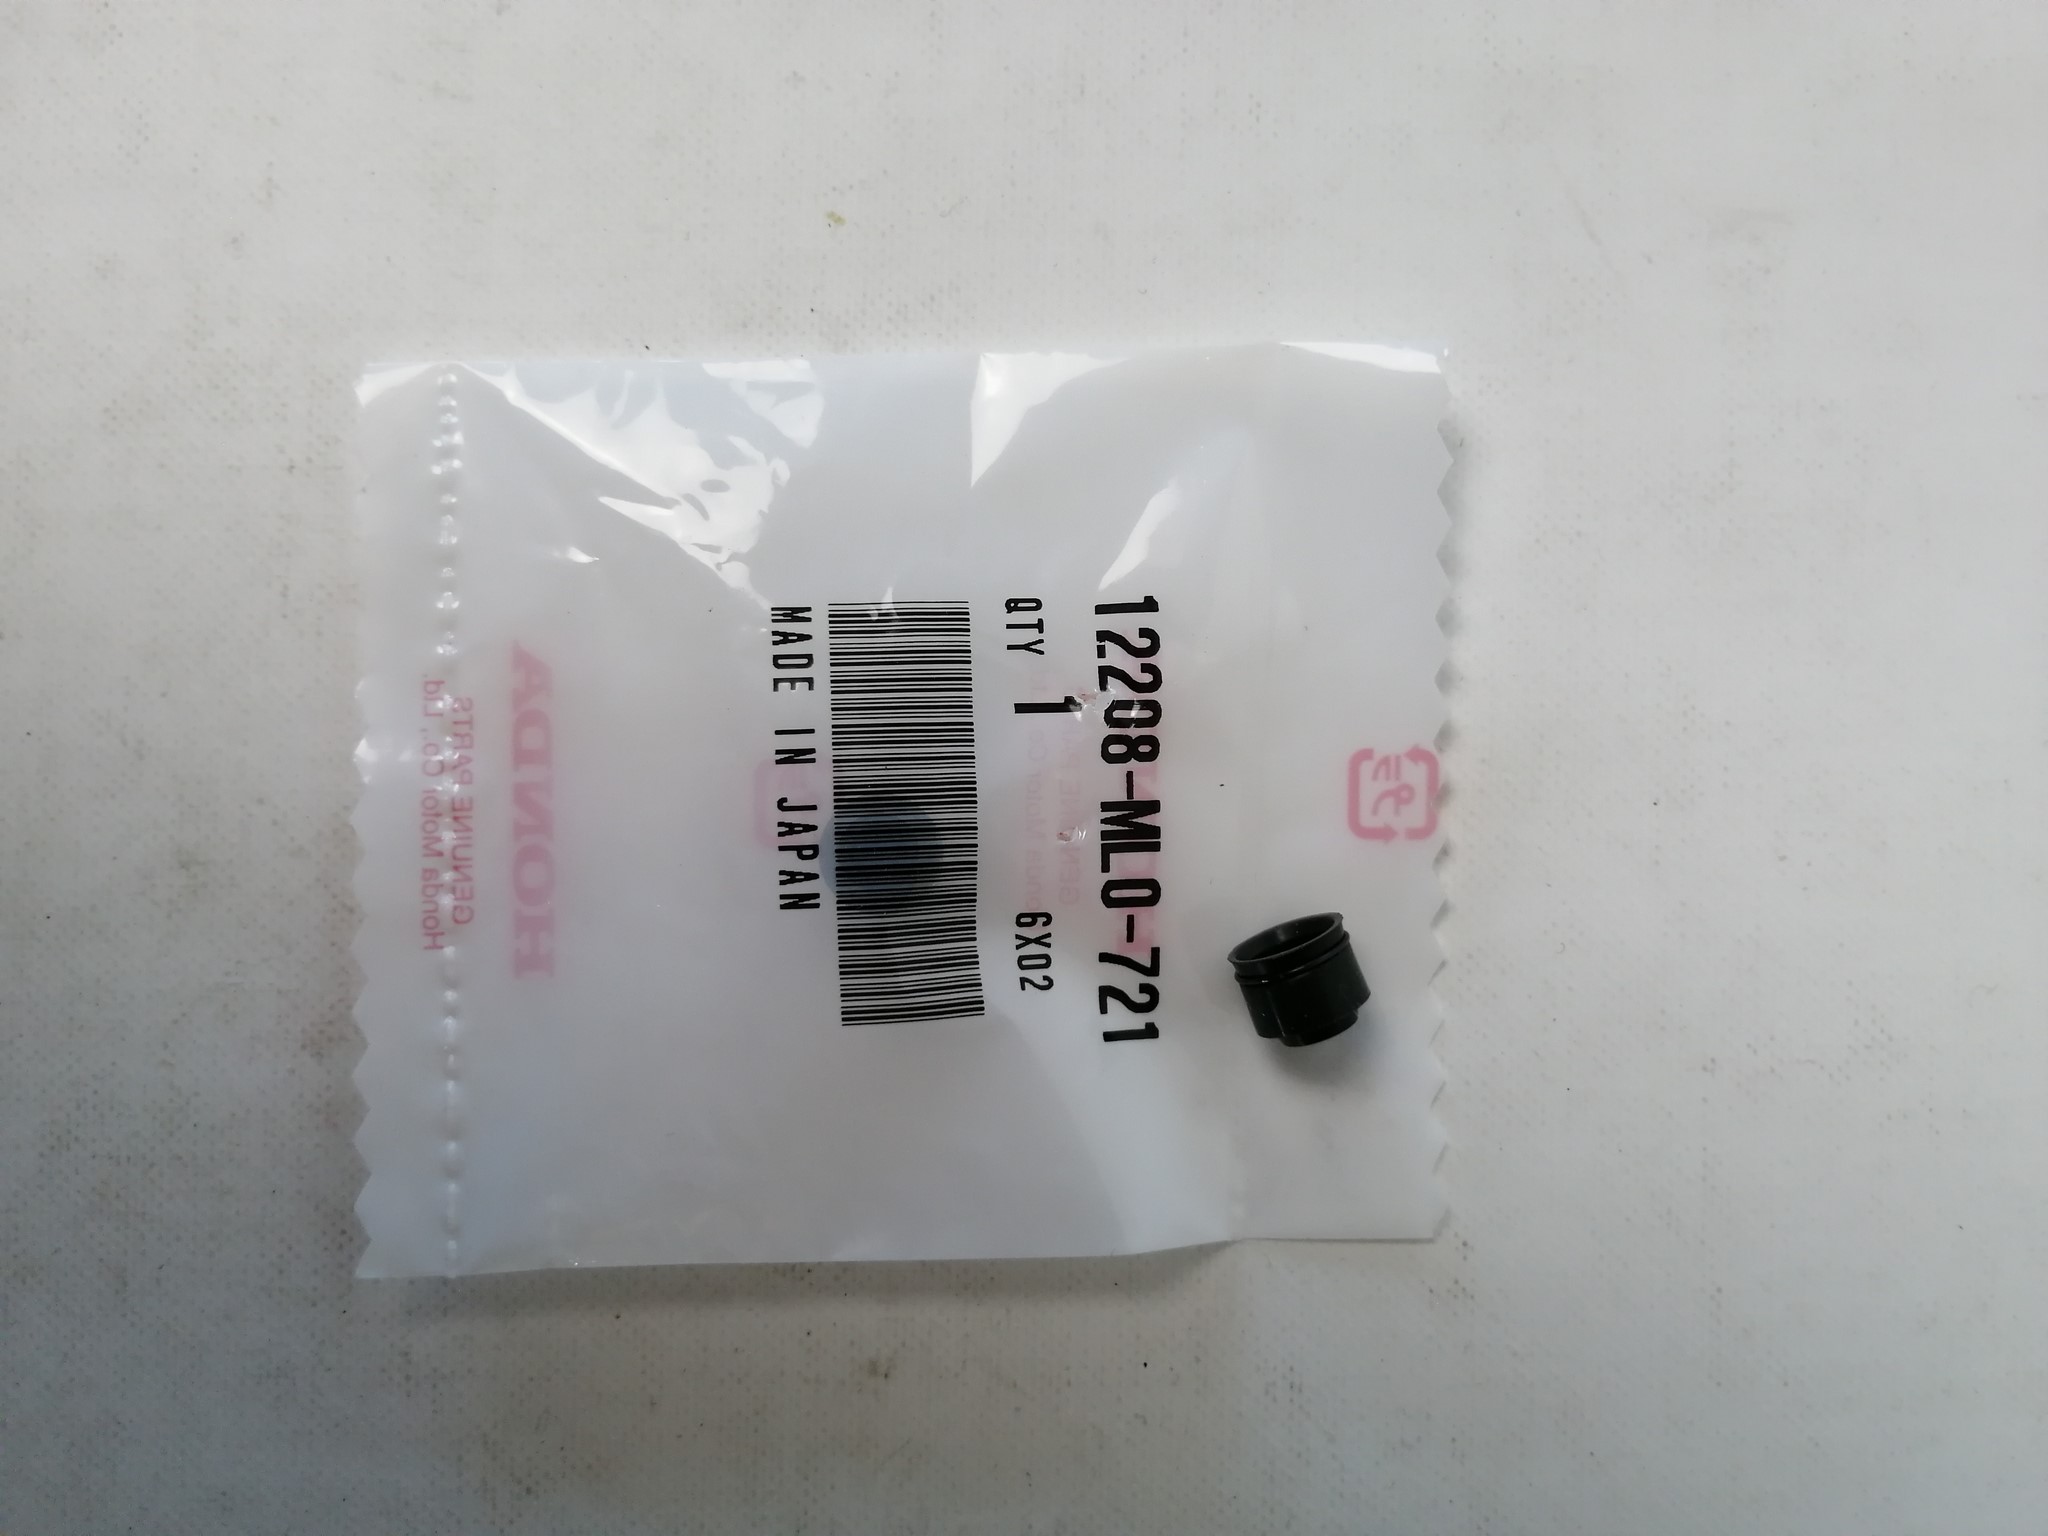 12208-ML0-721
QTY 1 6X02
MADE IN JAPAN
HONDA
GENUINE PARTS
Honda Motor Co., Ltd.